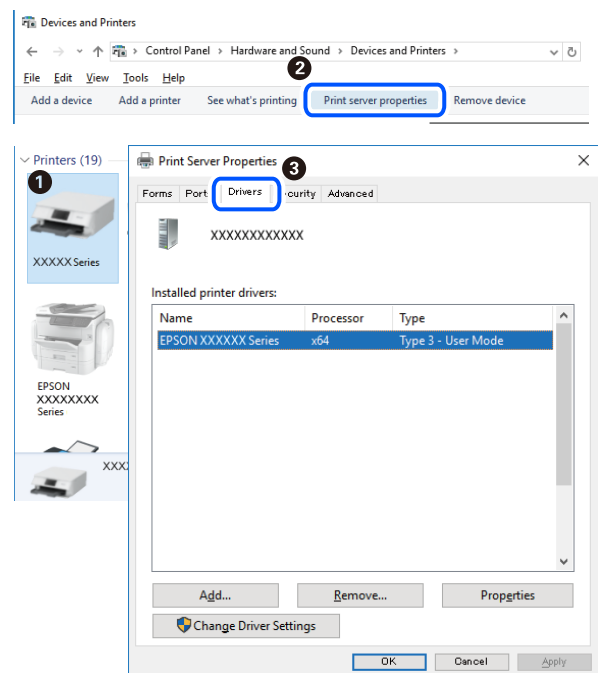 Devices and Printers
Control Panel > Hardware and Sound > Devices and Printers >
2
File Edit View Tools Help
Add a device Add a printer See what's printing Print server properties Remove device
Printers (19)
1
XXXXX Series
EPSON
XXXXXXXX
Series
XXXX
Print Server Properties
3
Forms Port Drivers curity Advanced
XXXXXXXXXXXX
Installed printer drivers:
Name Processor Type
EPSON XXXXXX Series x64 Type 3 - User Mode
Add... Remove... Properties
Change Driver Settings
OK Cancel Apply